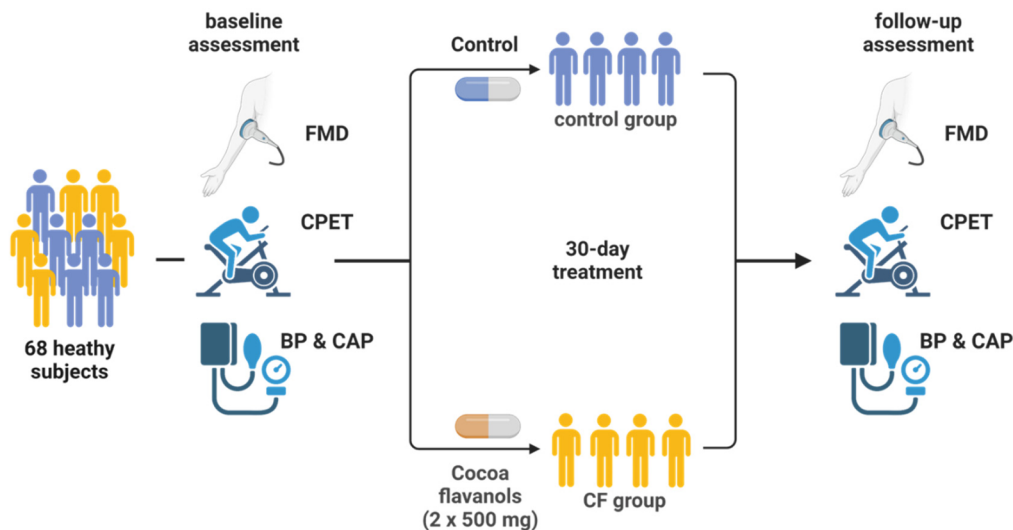 baseline
assessment
FMD
CPET
BP & CAP
68 heathy
subjects
Control
control group
30-day
treatment
Cocoa
flavanols
(2 x 500 mg)
CF group
follow-up
assessment
FMD
CPET
BP & CAP